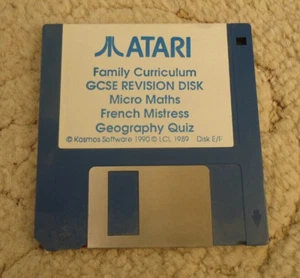 ATARI
Family Curriculum
GCSE REVISION DISK
Micro Maths
French Mistress
Geography Quiz
© Kosmos Software 1990 © LCL 1989 Disk E/F